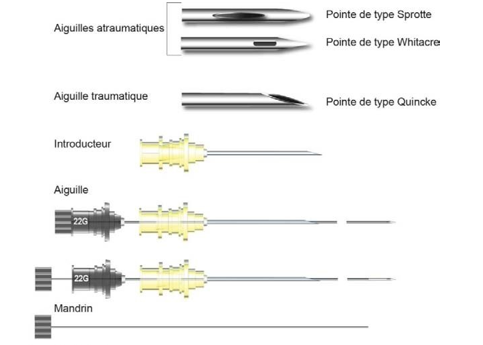 Pointe de type Sprotte
Aiguilles atraumatiques
Pointe de type Whitacre
Aiguille traumatique
Pointe de type Quincke
Introducteur
Aiguille
22G
22G
Mandrin